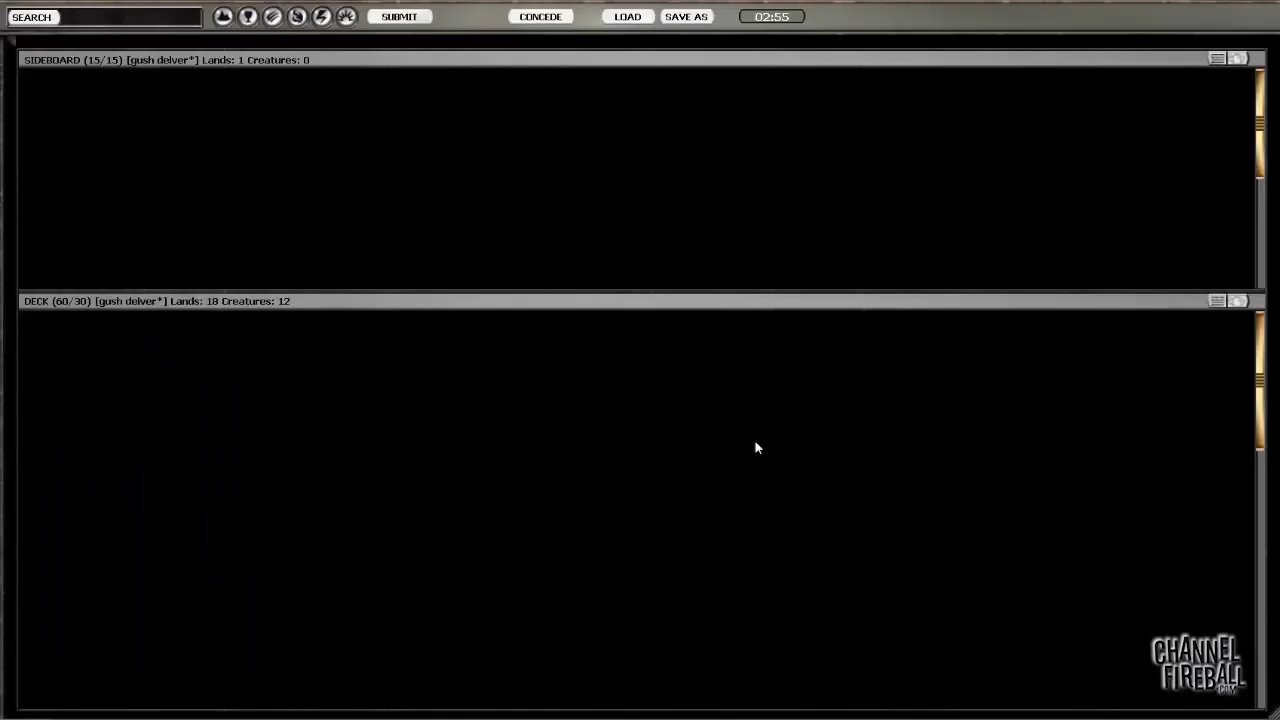 SEARCH SUBMIT CONCEDE LOAD SAVE AS 02:55
SIDEBOARD (15/15) [gush delver*] Lands: 1 Creatures: 0
DECK (60/30) [gush delver*] Lands: 18 Creatures: 12
CHANNEL
FIREBALL
.COM